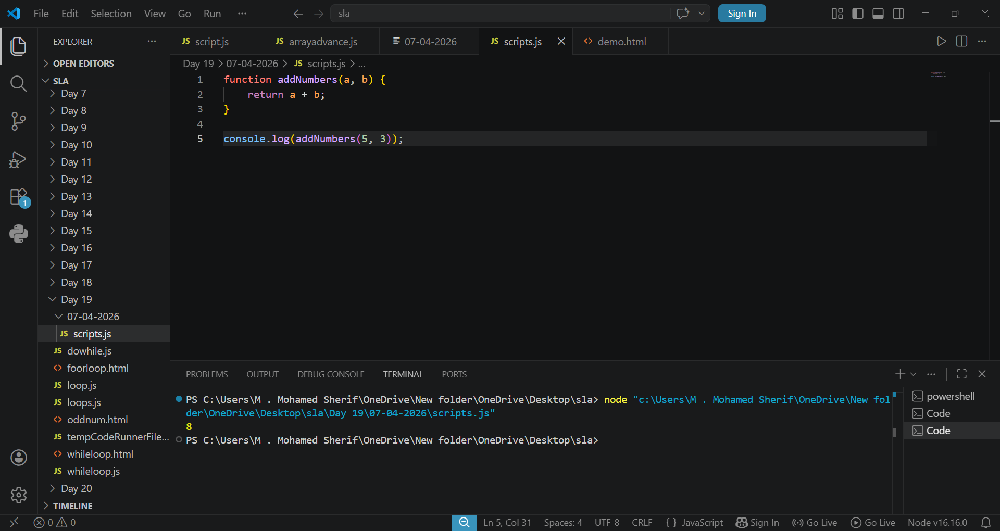 File Edit Selection View Go Run ···
sla
Sign In
EXPLORER ···
OPEN EDITORS
SLA
Day 7
Day 8
Day 9
Day 10
Day 11
Day 12
Day 13
Day 14
Day 15
Day 16
Day 17
Day 18
Day 19
07-04-2026
JS scripts.js
JS dowhile.js
<> foorloop.html
JS loop.js
JS loops.js
<> oddnum.html
JS tempCodeRunnerFile...
<> whileloop.html
JS whileloop.js
Day 20
TIMELINE
1
JS script.js
JS arrayadvance.js
07-04-2026
JS scripts.js
<> demo.html
Day 19 > 07-04-2026 > JS scripts.js > ...
1 function addNumbers(a, b) {
2 return a + b;
3 }
4
5 console.log(addNumbers(5, 3));
PROBLEMS OUTPUT DEBUG CONSOLE TERMINAL PORTS
PS C:\Users\M . Mohamed Sherif\OneDrive\New folder\OneDrive\Desktop\sla> node "c:\Users\M . Mohamed Sherif\OneDrive\New fol
der\OneDrive\Desktop\sla\Day 19\07-04-2026\scripts.js"
8
PS C:\Users\M . Mohamed Sherif\OneDrive\New folder\OneDrive\Desktop\sla>
powershell
Code
Code
0 0
Ln 5, Col 31 Spaces: 4 UTF-8 CRLF { } JavaScript Sign In Go Live Go Live Node v16.16.0